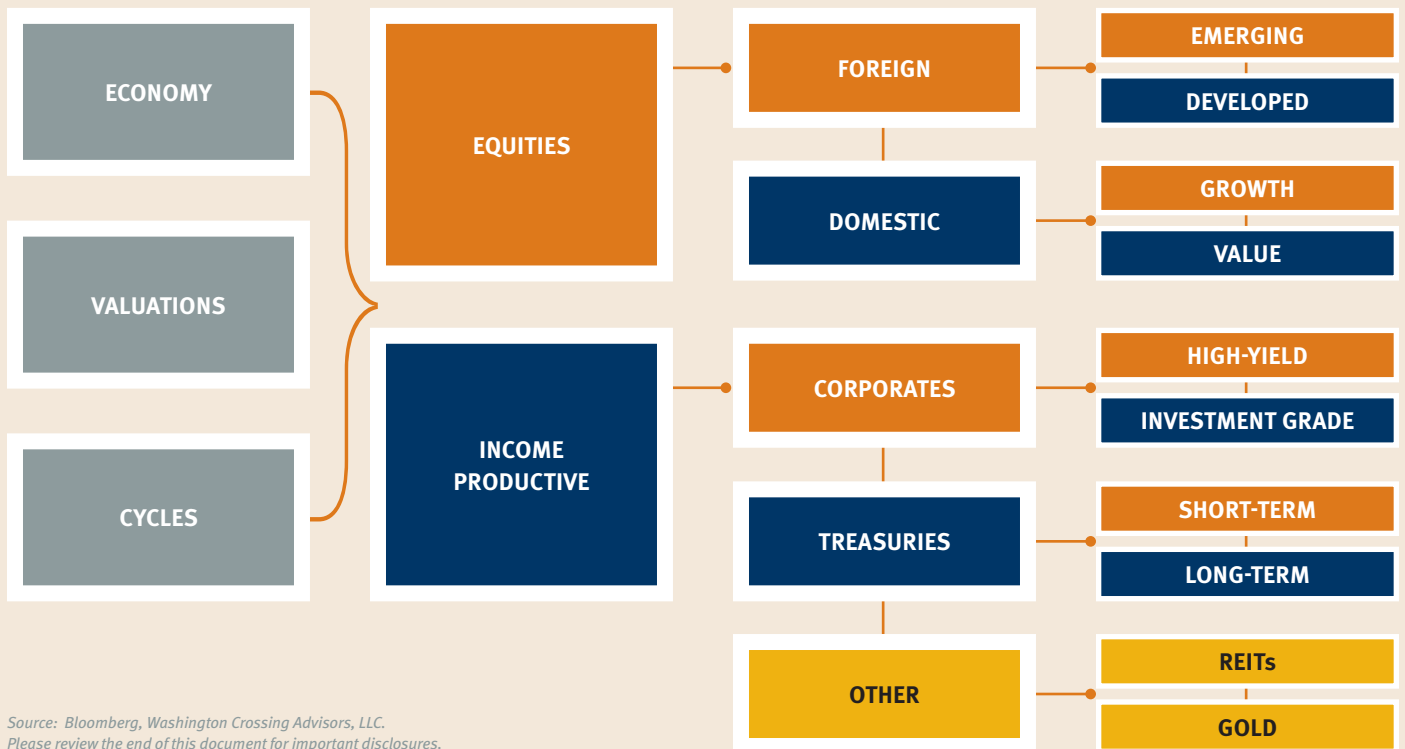 ECONOMY
VALUATIONS
CYCLES
EQUITIES
INCOME
PRODUCTIVE
FOREIGN
DOMESTIC
CORPORATES
TREASURIES
OTHER
EMERGING
DEVELOPED
GROWTH
VALUE
HIGH-YIELD
INVESTMENT GRADE
SHORT-TERM
LONG-TERM
REITs
GOLD
Source: Bloomberg, Washington Crossing Advisors, LLC.
Please review the end of this document for important disclosures.